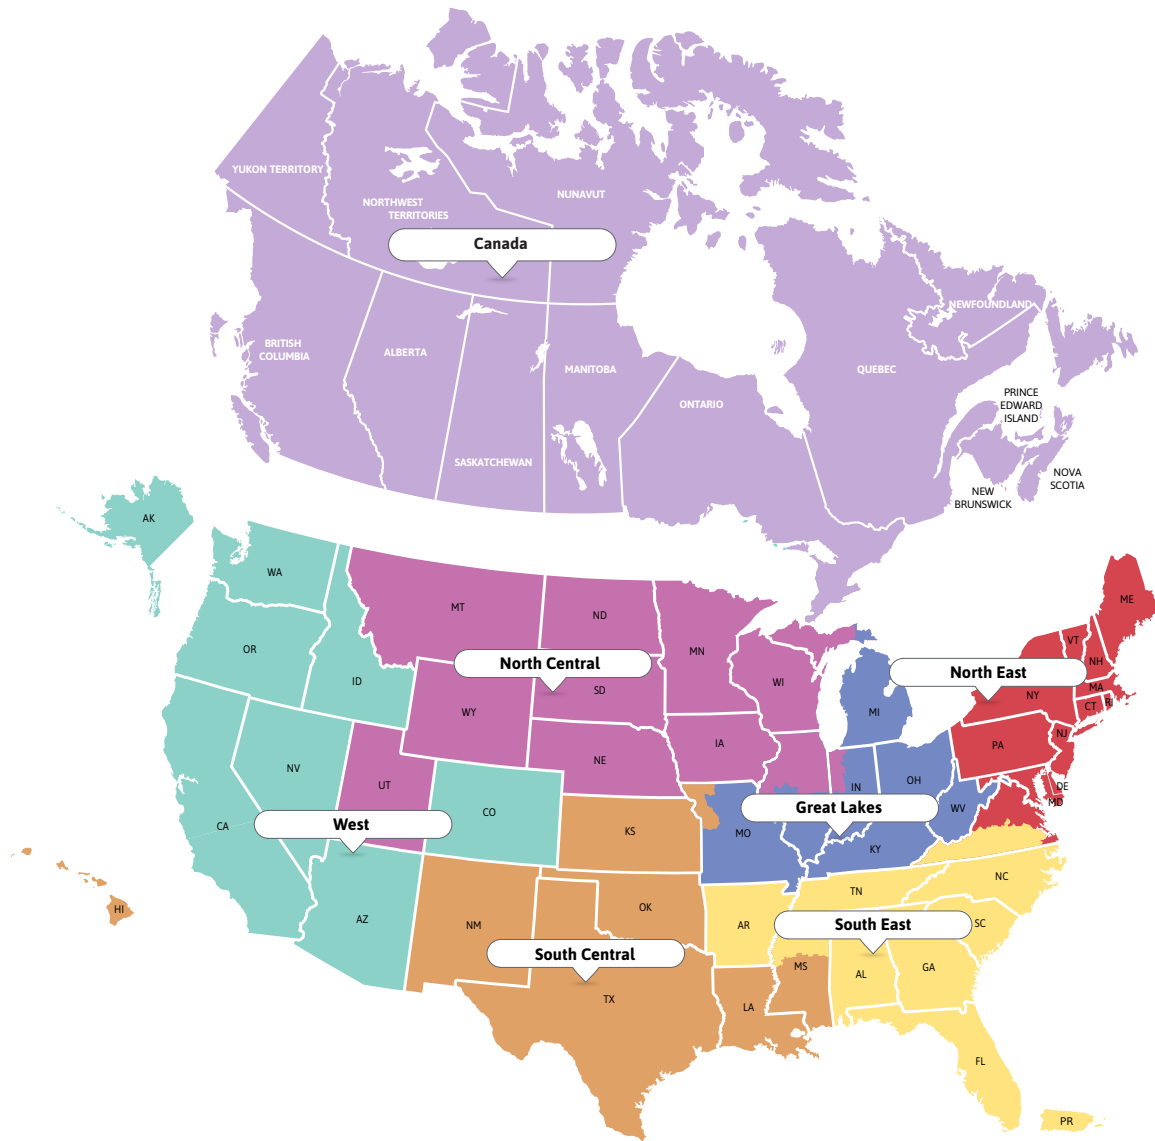 YUKON TERRITORY
NORTHWEST
TERRITORIES
NUNAVUT
Canada
NEWFOUNDLAND
BRITISH
COLUMBIA
ALBERTA
MANITOBA
QUEBEC
ONTARIO
PRINCE
EDWARD
ISLAND
SASKATCHEWAN
NOVA
SCOTIA
NEW
BRUNSWICK
AK
WA
MT
ND
ME
OR
MN
VT
NH
North Central
North East
ID
WI
SD
MA
NY
WY
MI
CT
RI
NJ
IA
PA
NE
NV
UT
IN
OH
DE
MD
CO
Great Lakes
WV
West
CA
KS
MO
KY
NC
TN
HI
OK
AZ
NM
AR
South East
SC
South Central
MS
AL
GA
TX
LA
FL
PR